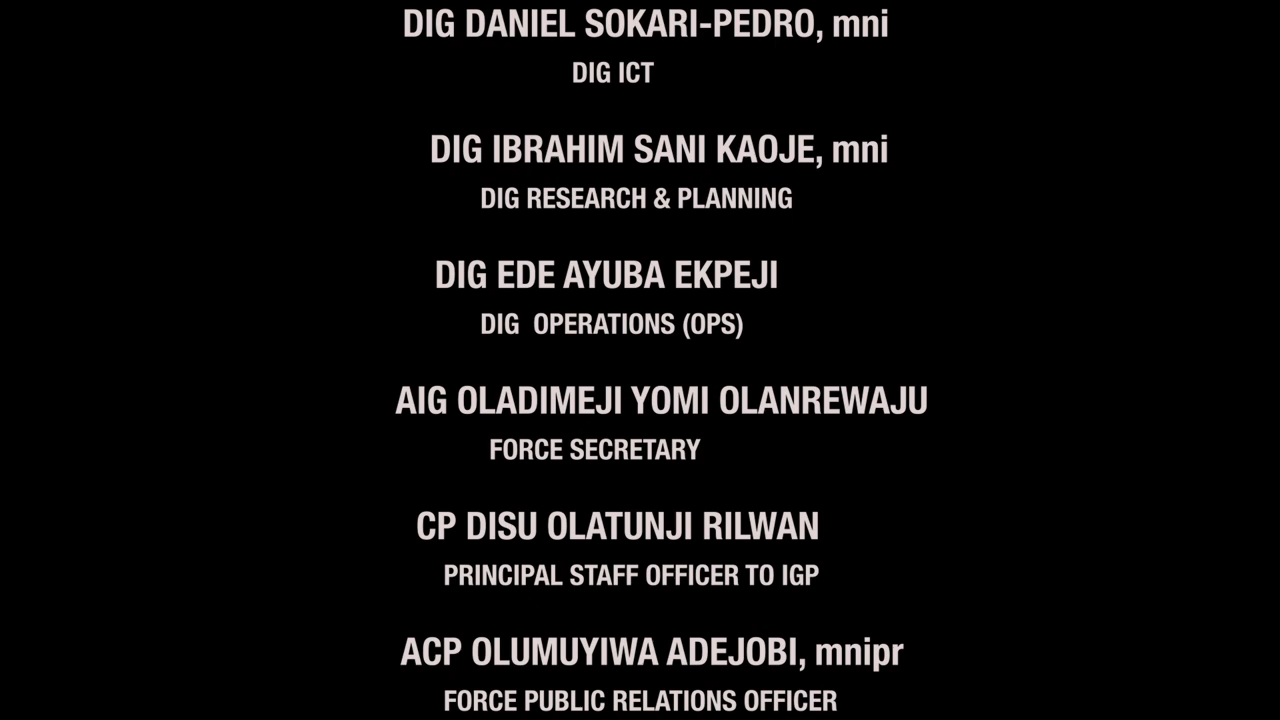 DIG DANIEL SOKARI-PEDRO, mni
DIG ICT
DIG IBRAHIM SANI KAOJE, mni
DIG RESEARCH & PLANNING
DIG EDE AYUBA EKPEJI
DIG OPERATIONS (OPS)
AIG OLADIMEJI YOMI OLANREWAJU
FORCE SECRETARY
CP DISU OLATUNJI RILWAN
PRINCIPAL STAFF OFFICER TO IGP
ACP OLUMUYIWA ADEJOBI, mnipr
FORCE PUBLIC RELATIONS OFFICER